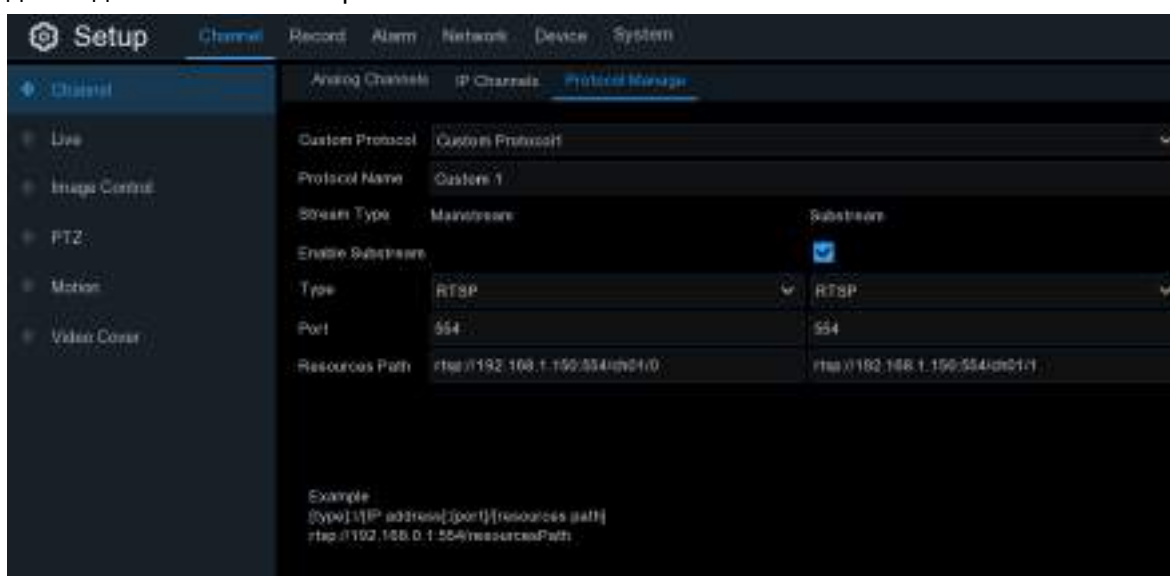 Setup Channel Record Alarm Network Device System
Channel Analog Channels IP Channels Protocol Manage
Live Custom Protocol Custom Protocol1
Image Control Protocol Name Custom 1
Stream Type Mainstream Substream
PTZ Enable Substream
Motion Type RTSP RTSP
Video Cover Port 554 554
Resources Path rtsp://192.168.1.150:554/ch01/0 rtsp://192.168.1.150:554/ch01/1
Example
[type]://[IP address]:[port]/[resources path]
rtsp://192.168.0.1:554/resourcesPath